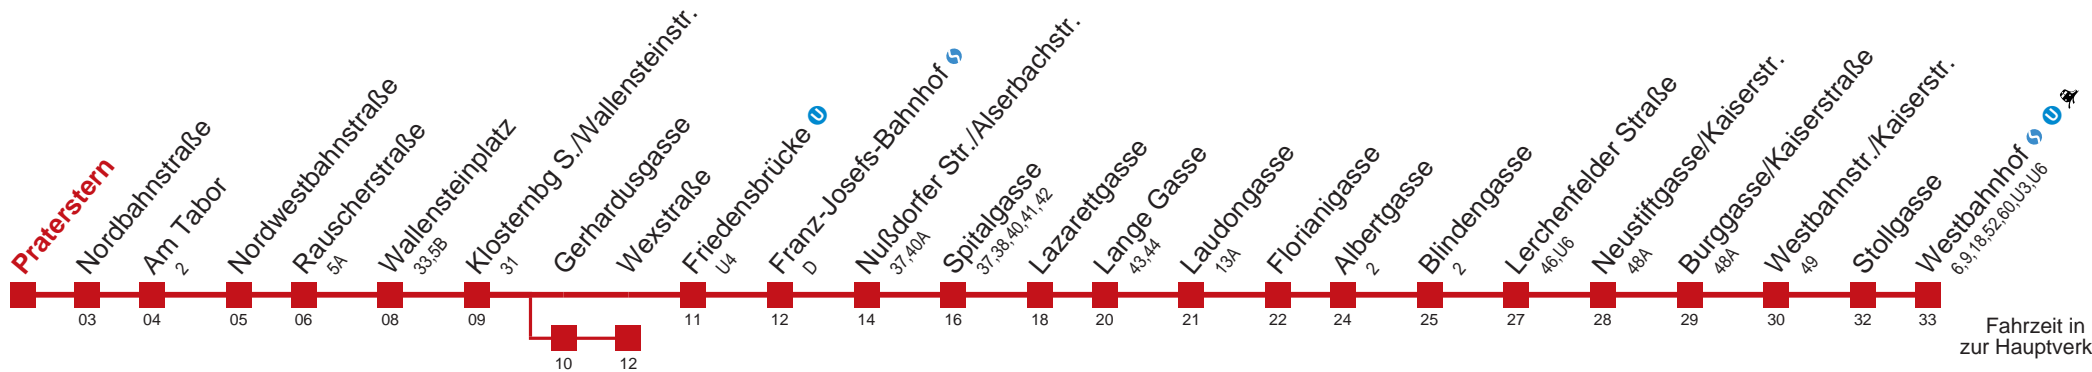 Praterstern
Nordbahnstraße
03
Am Tabor
2
04
Nordwestbahnstraße
05
Rauscherstraße
5A
06
Wallensteinplatz
33,5B
08
Klosternbg S./Wallensteinstr.
31
09
Gerhardusgasse
10
Wexstraße
12
Friedensbrücke U
U4
11
Franz-Josefs-Bahnhof
D
12
Nußdorfer Str./Alserbachstr.
37,40A
14
Spitalgasse
37,38,40,41,42
16
Lazarettgasse
18
Lange Gasse
43,44
20
Laudongasse
13A
21
Florianigasse
22
Albertgasse
2
24
Blindengasse
2
25
Lerchenfelder Straße
46,U6
27
Neustiftgasse/Kaiserstr.
48A
28
Burggasse/Kaiserstraße
48A
29
Westbahnstr./Kaiserstr.
49
30
Stollgasse
32
Westbahnhof U
6,9,18,52,60,U3,U6
33
Fahrzeit in
zur Hauptverk